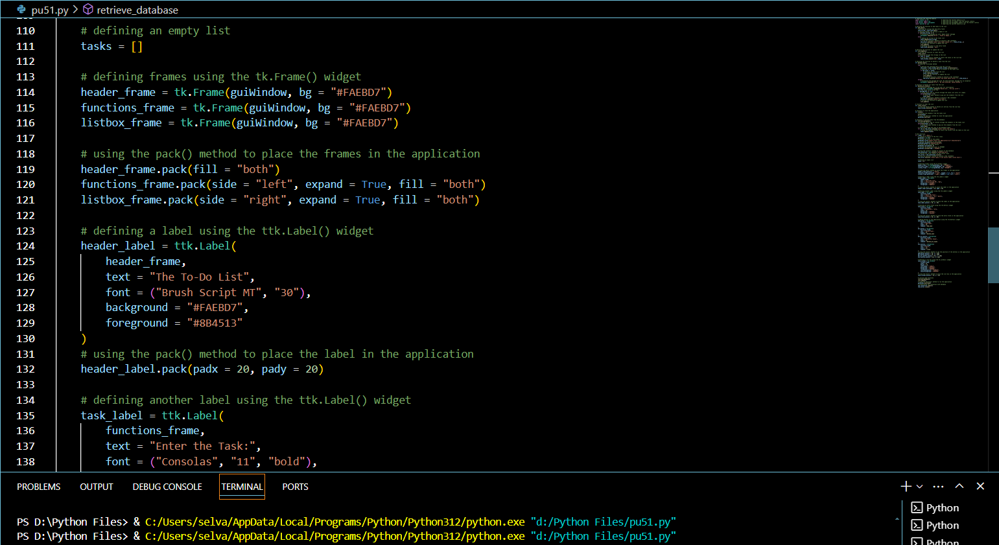 pu51.py > retrieve_database
110 # defining an empty list
111 tasks = []
112
113 # defining frames using the tk.Frame() widget
114 header_frame = tk.Frame(guiWindow, bg = "#FAEBD7")
115 functions_frame = tk.Frame(guiWindow, bg = "#FAEBD7")
116 listbox_frame = tk.Frame(guiWindow, bg = "#FAEBD7")
117
118 # using the pack() method to place the frames in the application
119 header_frame.pack(fill = "both")
120 functions_frame.pack(side = "left", expand = True, fill = "both")
121 listbox_frame.pack(side = "right", expand = True, fill = "both")
122
123 # defining a label using the ttk.Label() widget
124 header_label = ttk.Label(
125 header_frame,
126 text = "The To-Do List",
127 font = ("Brush Script MT", "30"),
128 background = "#FAEBD7",
129 foreground = "#8B4513"
130 )
131 # using the pack() method to place the label in the application
132 header_label.pack(padx = 20, pady = 20)
133
134 # defining another label using the ttk.Label() widget
135 task_label = ttk.Label(
136 functions_frame,
137 text = "Enter the Task:",
138 font = ("Consolas", "11", "bold"),
PROBLEMS OUTPUT DEBUG CONSOLE TERMINAL PORTS
PS D:\Python Files> & C:/Users/selva/AppData/Local/Programs/Python/Python312/python.exe "d:/Python Files/pu51.py"
PS D:\Python Files> & C:/Users/selva/AppData/Local/Programs/Python/Python312/python.exe "d:/Python Files/pu51.py"
Python
Python
Python